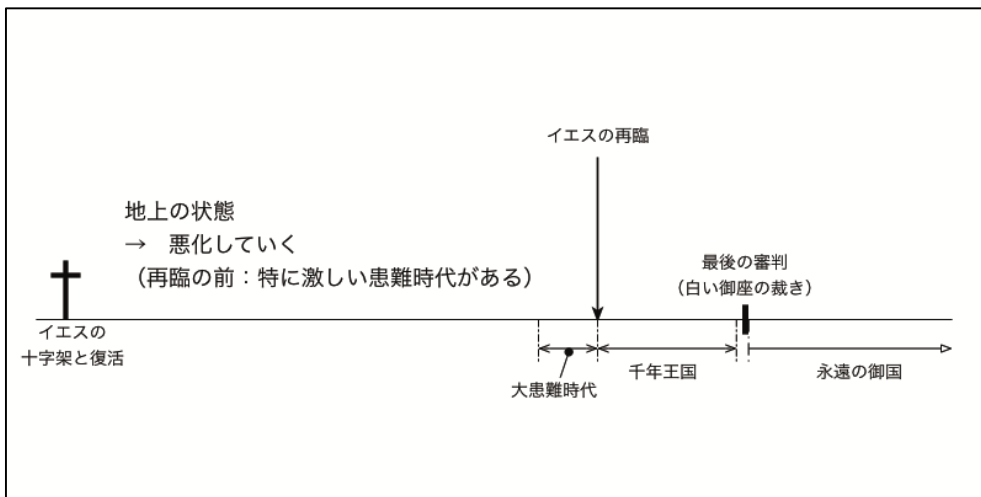 イエスの再臨
地上の状態
→　悪化していく
（再臨の前：特に激しい患難時代がある）
最後の審判
（白い御座の裁き）
イエスの
十字架と復活
大患難時代
千年王国
永遠の御国